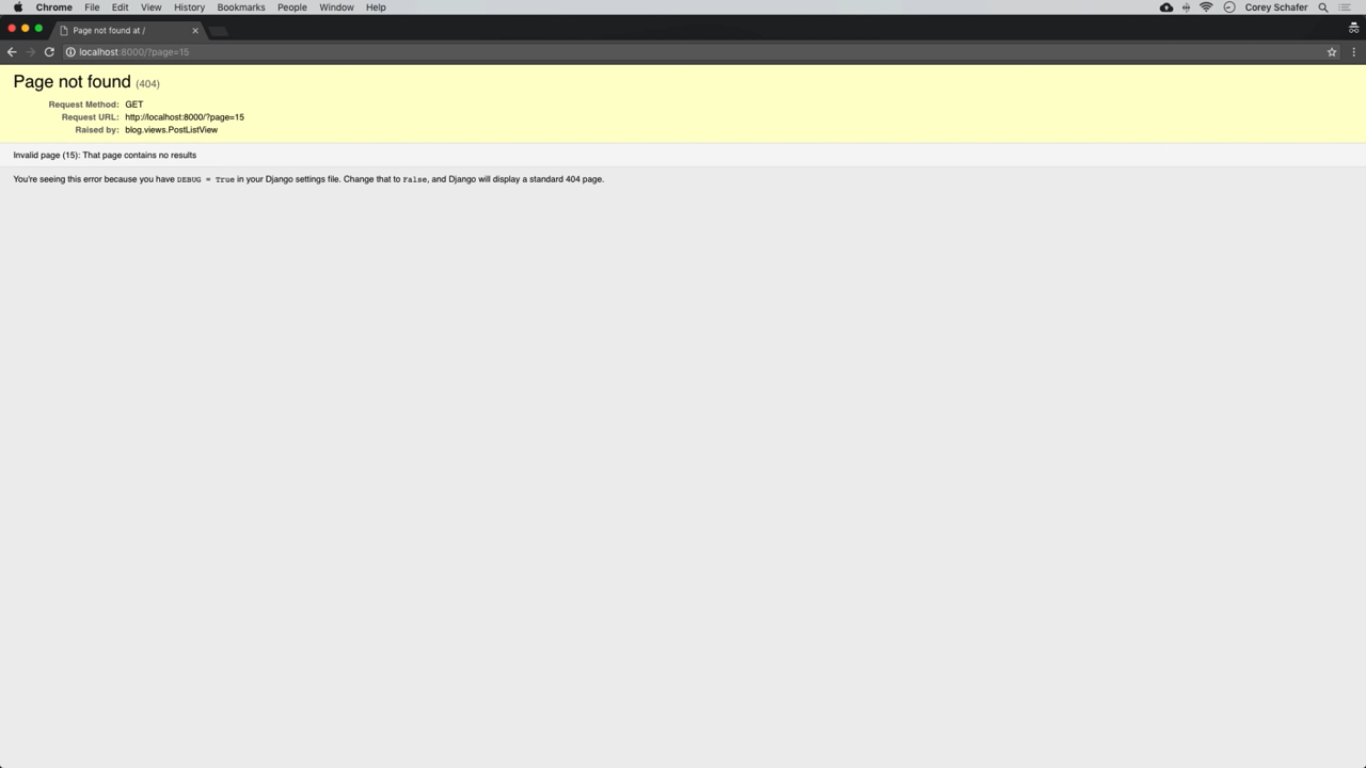 Chrome File Edit View History Bookmarks People Window Help Corey Schafer
Page not found at /
localhost:8000/?page=15
Page not found (404)
Request Method: GET
Request URL: http://localhost:8000/?page=15
Raised by: blog.views.PostListView
Invalid page (15): That page contains no results
You're seeing this error because you have DEBUG = True in your Django settings file. Change that to False, and Django will display a standard 404 page.